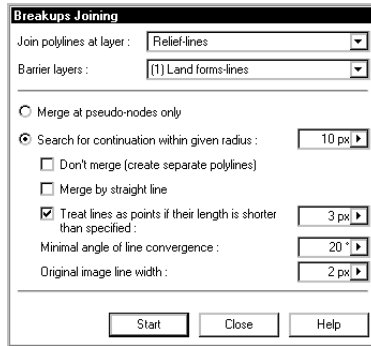 Breakups Joining
Join polylines at layer : Relief-lines
Barrier layers : (1) Land forms-lines
Merge at pseudo-nodes only
Search for continuation within given radius : 10 px
Don't merge (create separate polylines)
Merge by straight line
Treat lines as points if their length is shorter than specified : 3 px
Minimal angle of line convergence : 20 °
Original image line width : 2 px
Start Close Help